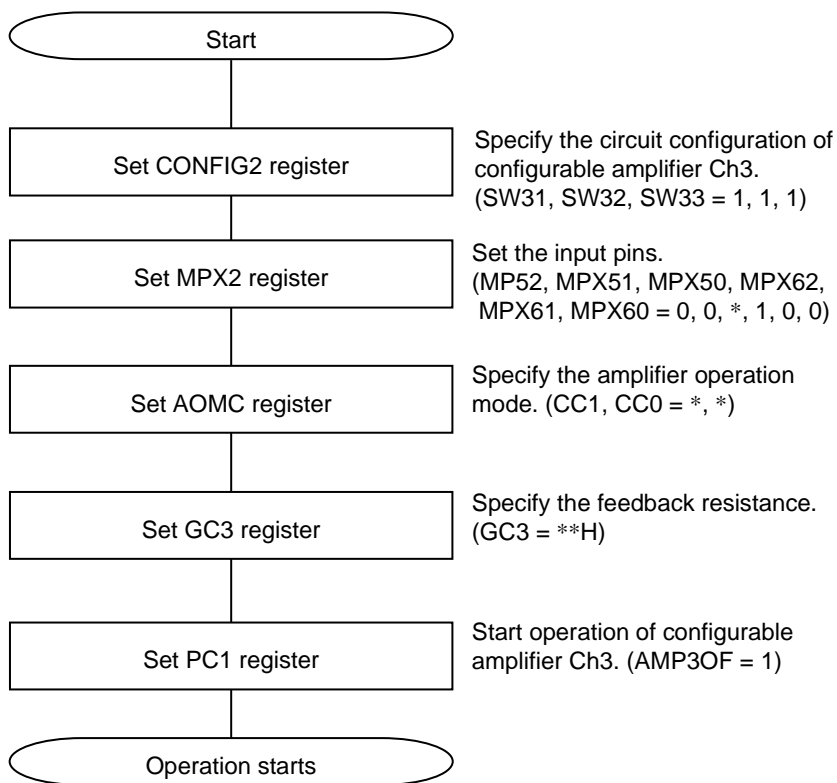 Start
Set CONFIG2 register
Specify the circuit configuration of
configurable amplifier Ch3.
(SW31, SW32, SW33 = 1, 1, 1)
Set MPX2 register
Set the input pins.
(MP52, MPX51, MPX50, MPX62,
MPX61, MPX60 = 0, 0, *, 1, 0, 0)
Set AOMC register
Specify the amplifier operation
mode. (CC1, CC0 = *, *)
Set GC3 register
Specify the feedback resistance.
(GC3 = **H)
Set PC1 register
Start operation of configurable
amplifier Ch3. (AMP3OF = 1)
Operation starts